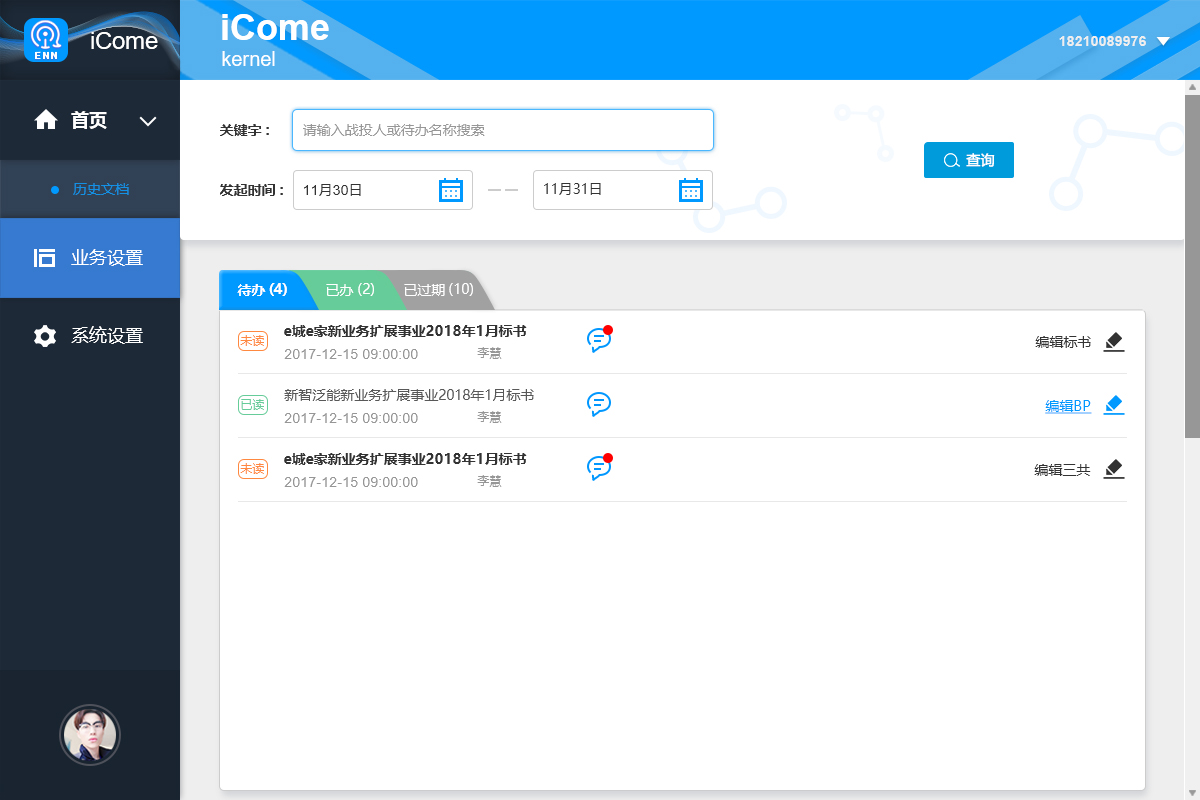 ENN
iCome
iCome
kernel
18210089976
首页
历史文档
业务设置
系统设置
关键字：
请输入战投人或待办名称搜索
查询
发起时间：
11月30日
11月31日
待办 (4)
已办 (2)
已过期 (10)
未读
e城e家新业务扩展事业2018年1月标书
2017-12-15 09:00:00
李慧
编辑标书
已读
新智泛能新业务扩展事业2018年1月标书
2017-12-15 09:00:00
李慧
编辑BP
未读
e城e家新业务扩展事业2018年1月标书
2017-12-15 09:00:00
李慧
编辑三共